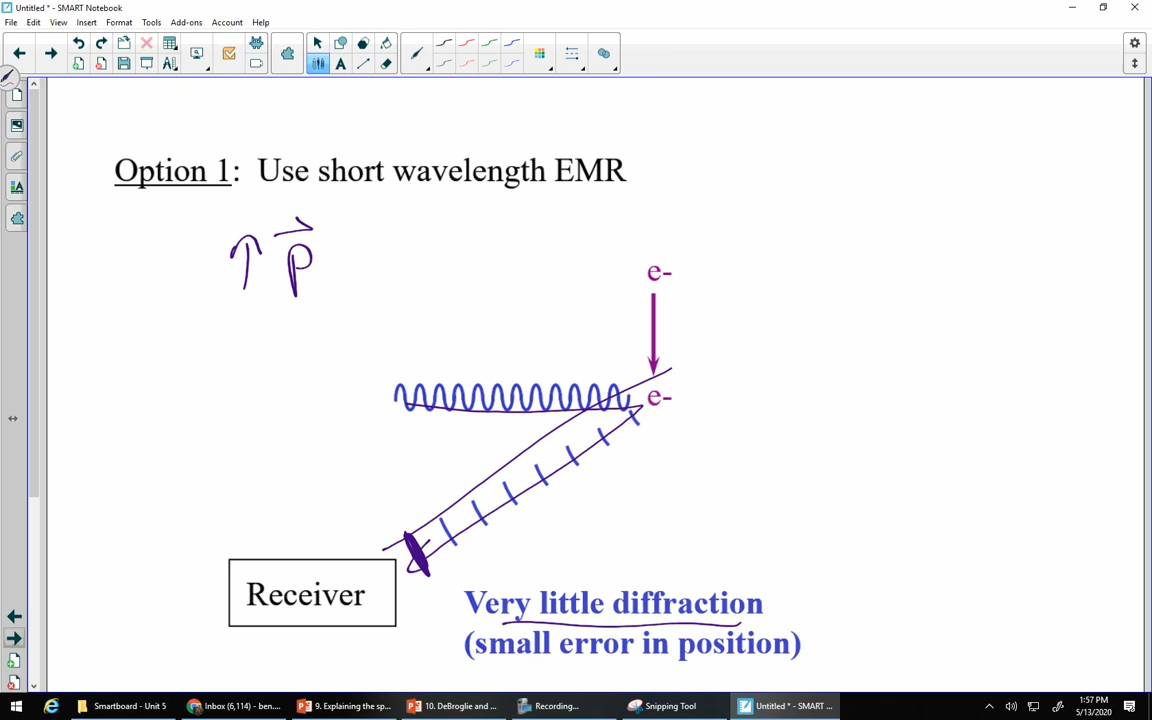 Untitled * - SMART Notebook
File Edit View Insert Format Tools Add-ons Account Help
Option 1: Use short wavelength EMR
↑ p⃗
e-
e-
Receiver
Very little diffraction
(small error in position)
Smartboard - Unit 5 Inbox (6,114) - ben.... 9. Explaining the sp... 10. DeBroglie and ... Recording... Snipping Tool Untitled * - SMART ...
1:57 PM
5/13/2020